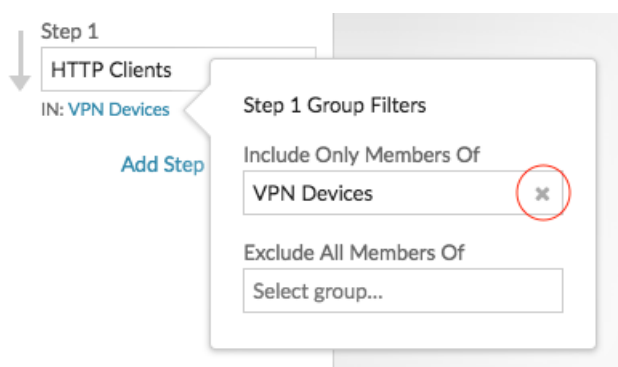 Step 1
HTTP Clients
IN: VPN Devices
Add Step
Step 1 Group Filters
Include Only Members Of
VPN Devices
Exclude All Members Of
Select group...